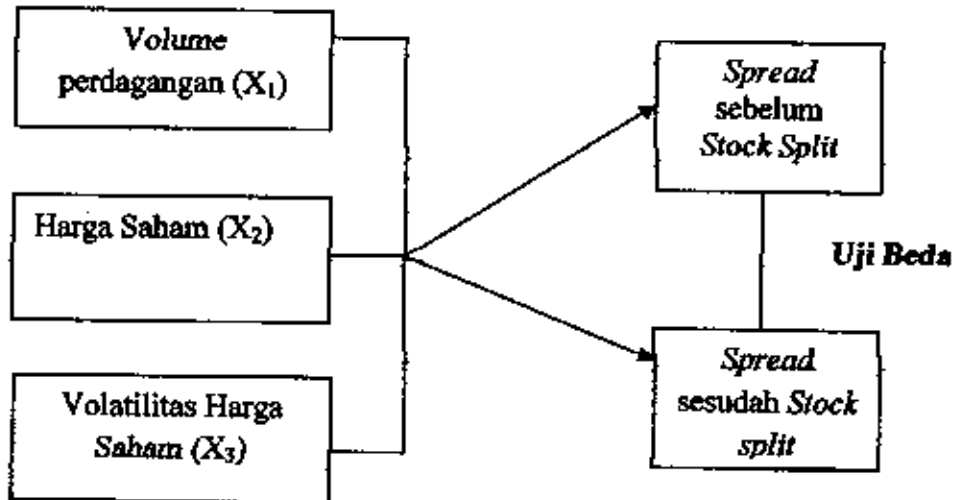 Volume
perdagangan (X₁)
Harga Saham (X₂)
Volatilitas Harga
Saham (X₃)
Spread
sebelum
Stock Split
Uji Beda
Spread
sesudah Stock
split